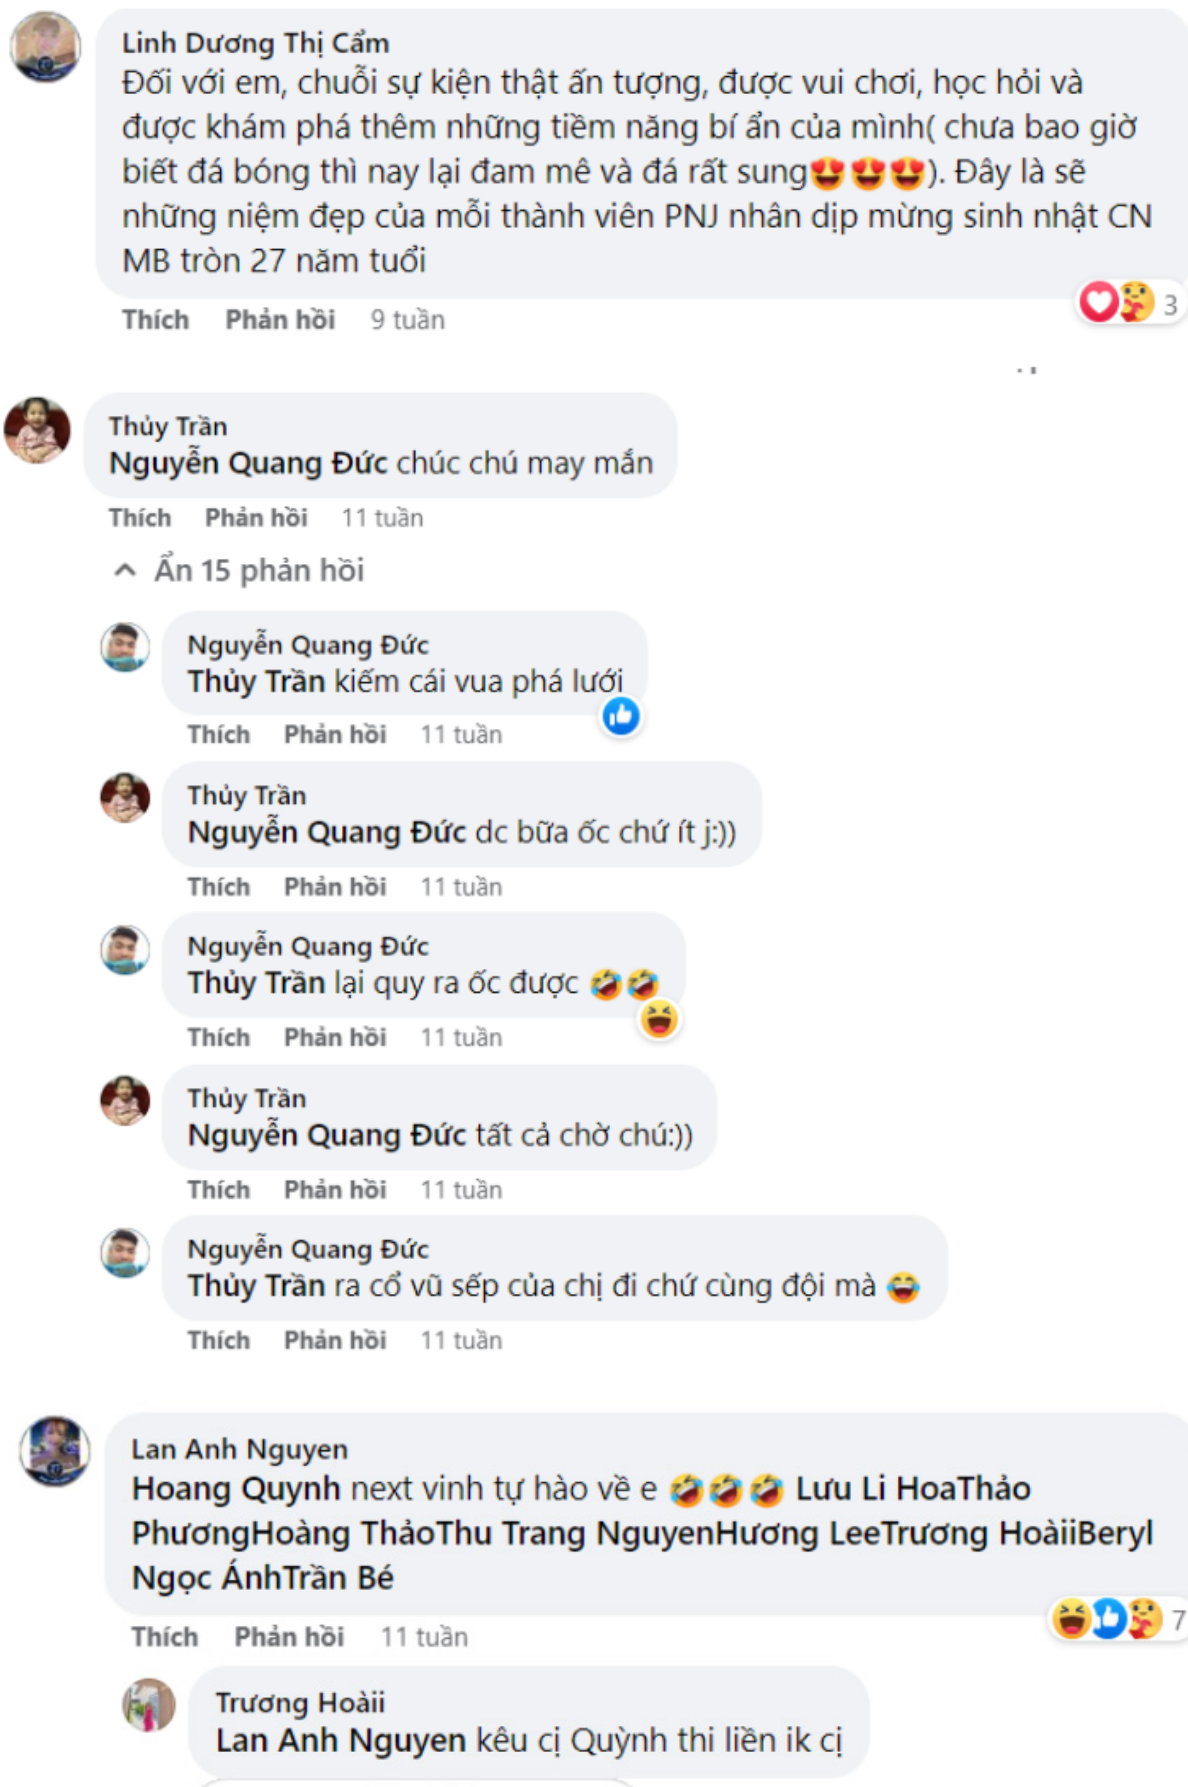 Linh Dương Thị Cẩm
Đối với em, chuỗi sự kiện thật ấn tượng, được vui chơi, học hỏi và
được khám phá thêm những tiềm năng bí ẩn của mình( chưa bao giờ
biết đá bóng thì nay lại đam mê và đá rất sung😍😍😍). Đây là sẽ
những niệm đẹp của mỗi thành viên PNJ nhân dịp mừng sinh nhật CN
MB tròn 27 năm tuổi
Thích Phản hồi 9 tuần 3
Thủy Trần
Nguyễn Quang Đức chúc chú may mắn
Thích Phản hồi 11 tuần
Ẩn 15 phản hồi
Nguyễn Quang Đức
Thủy Trần kiếm cái vua phá lưới
Thích Phản hồi 11 tuần
Thủy Trần
Nguyễn Quang Đức dc bữa ốc chứ ít j:))
Thích Phản hồi 11 tuần
Nguyễn Quang Đức
Thủy Trần lại quy ra ốc được 🤣🤣
Thích Phản hồi 11 tuần
Thủy Trần
Nguyễn Quang Đức tất cả chờ chú:))
Thích Phản hồi 11 tuần
Nguyễn Quang Đức
Thủy Trần ra cổ vũ sếp của chị đi chứ cùng đội mà 😂
Thích Phản hồi 11 tuần
Lan Anh Nguyen
Hoang Quynh next vinh tự hào về e 🤣🤣🤣 Lưu Li HoaThảo
PhươngHoàng ThảoThu Trang NguyenHương LeeTrương HoàiiBeryl
Ngọc ÁnhTrần Bé
Thích Phản hồi 11 tuần 7
Trương Hoàii
Lan Anh Nguyen kêu cị Quỳnh thi liền ik cị